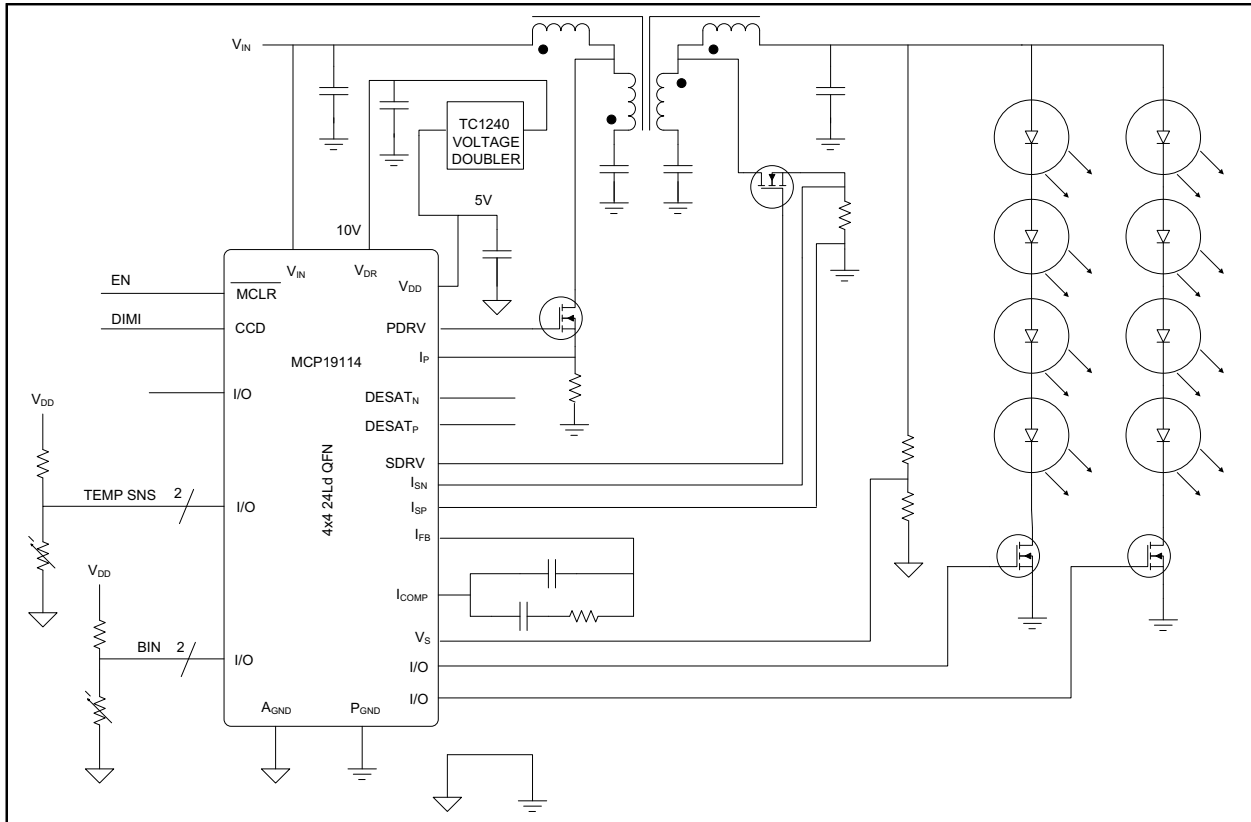 VIN
TC1240
VOLTAGE
DOUBLER
5V
10V
VIN
VDR
VDD
EN
MCLR
DIMI
CCD
PDRV
MCP19114
IP
I/O
DESATN
DESATP
VDD
4x4 24Ld QFN
SDRV
ISN
TEMP SNS
2
I/O
ISP
IFB
VDD
ICOMP
VS
BIN
2
I/O
I/O
I/O
AGND
PGND